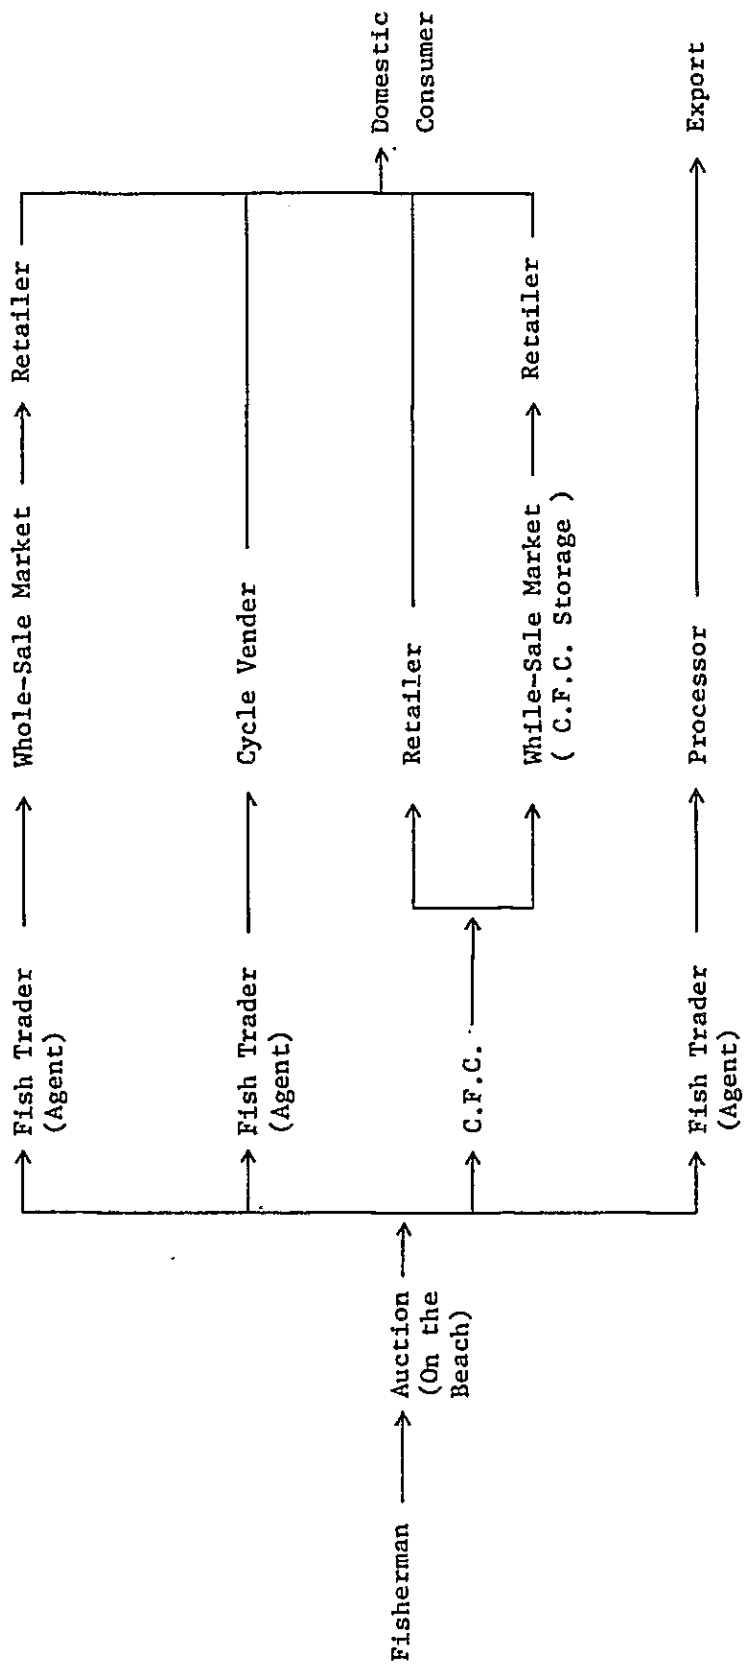 Fisherman
Auction
(On the
Beach)
Fish Trader
(Agent)
Whole-Sale Market
Retailer
Fish Trader
(Agent)
Cycle Vender
C.F.C.
Retailer
While-Sale Market
( C.F.C. Storage )
Retailer
Domestic
Consumer
Fish Trader
(Agent)
Processor
Export